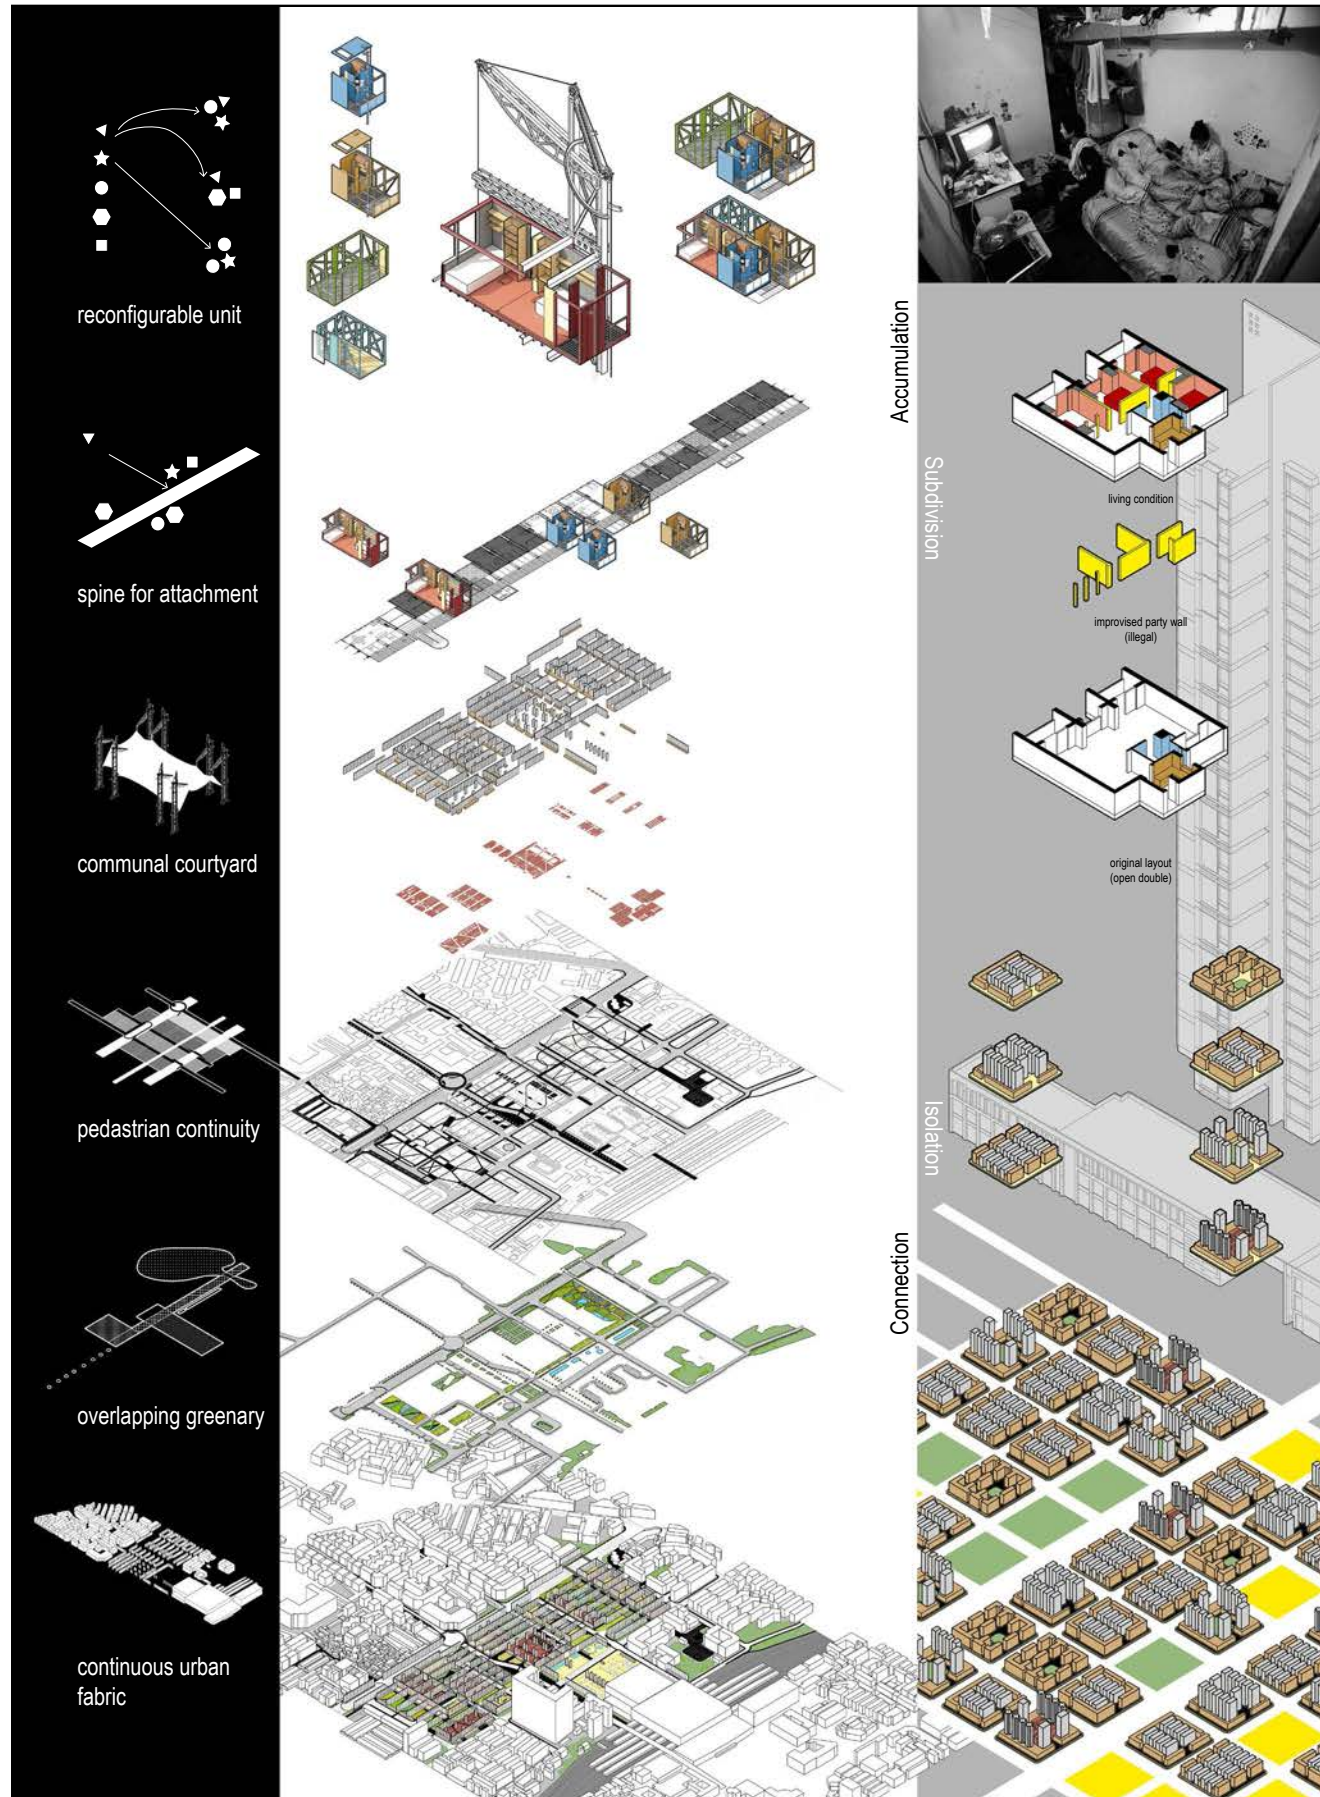 reconfigurable unit
spine for attachment
communal courtyard
pedastrian continuity
overlapping greenary
continuous urban
fabric
Accumulation
Connection
Subdivision
Isolation
living condition
improvised party wall
(illegal)
original layout
(open double)